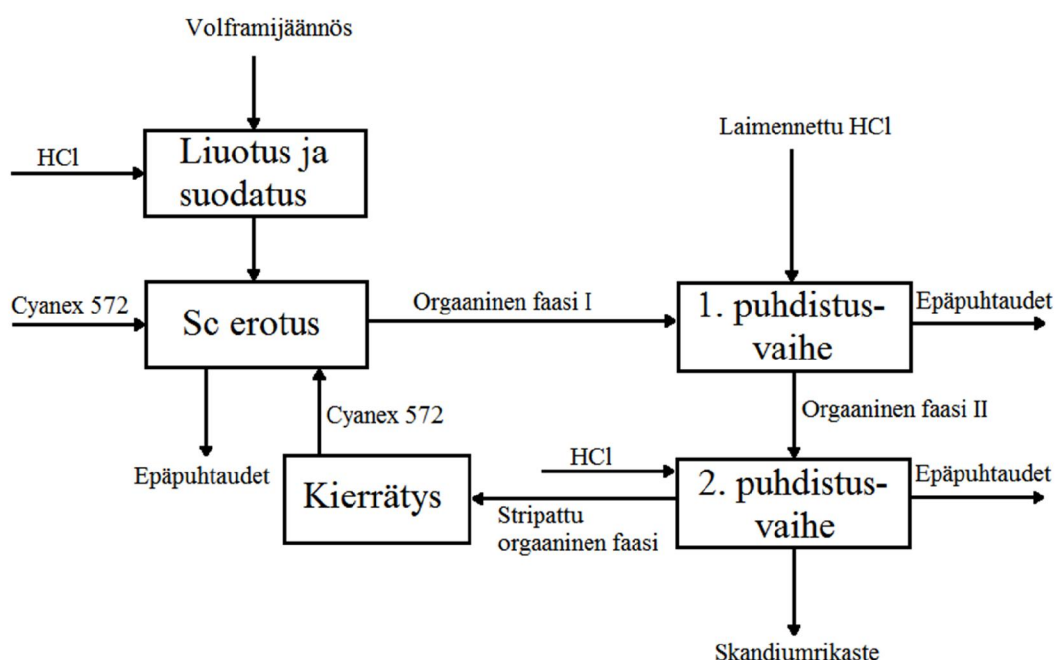 Volframijäännös
HCl
Liuotus ja
suodatus
Laimennettu HCl
Cyanex 572
Sc erotus
Orgaaninen faasi I
1. puhdistus-
vaihe
Epäpuhtaudet
Cyanex 572
Orgaaninen faasi II
Epäpuhtaudet
Kierrätys
HCl
Stripattu
orgaaninen faasi
2. puhdistus-
vaihe
Epäpuhtaudet
Skandiumrikaste